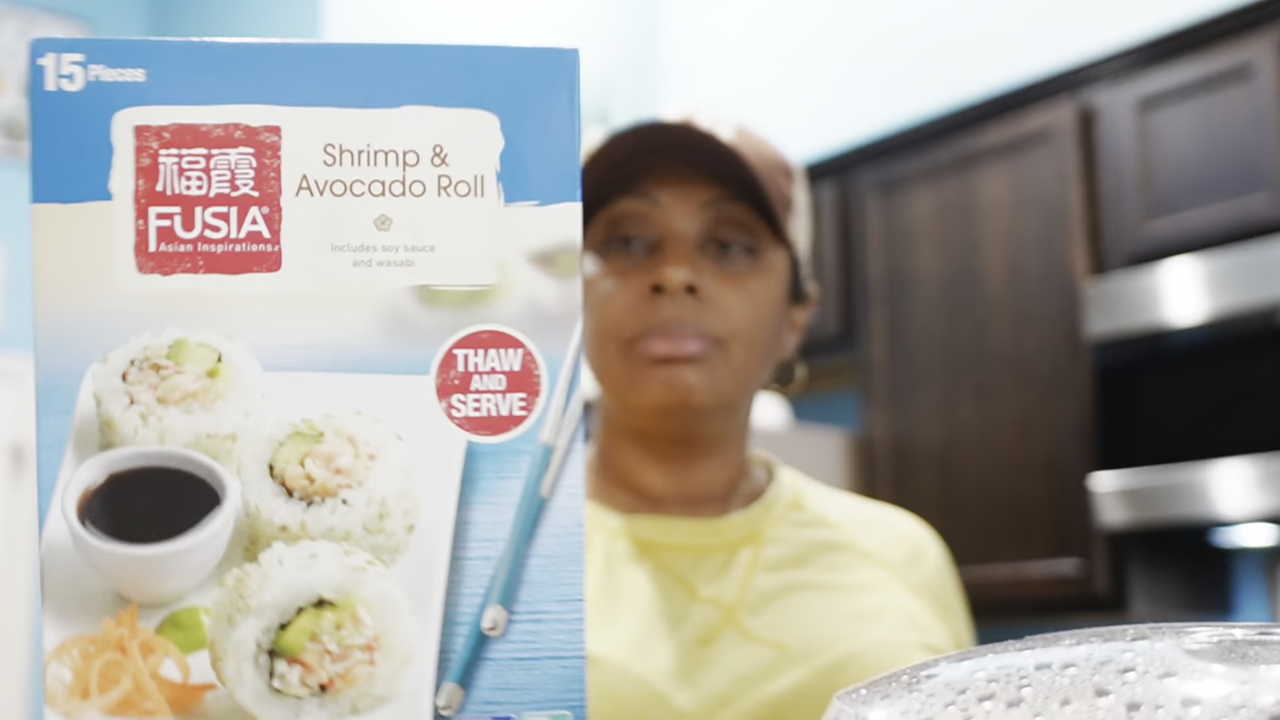 15 Pieces
福霞
FUSIA®
Asian Inspirations
Shrimp &
Avocado Roll
Includes soy sauce
and wasabi
THAW
AND
SERVE